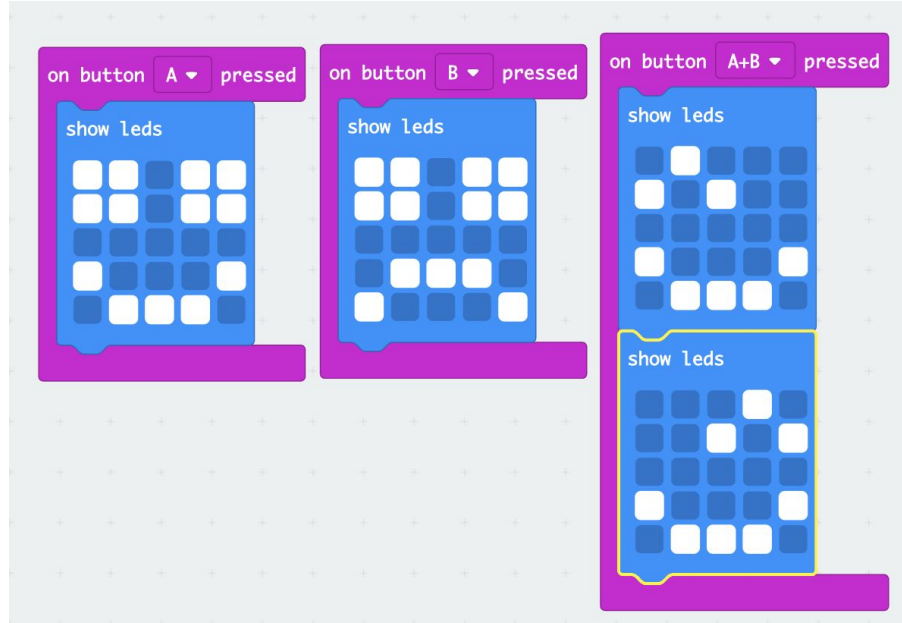 on button A pressed
show leds
on button B pressed
show leds
on button A+B pressed
show leds
show leds